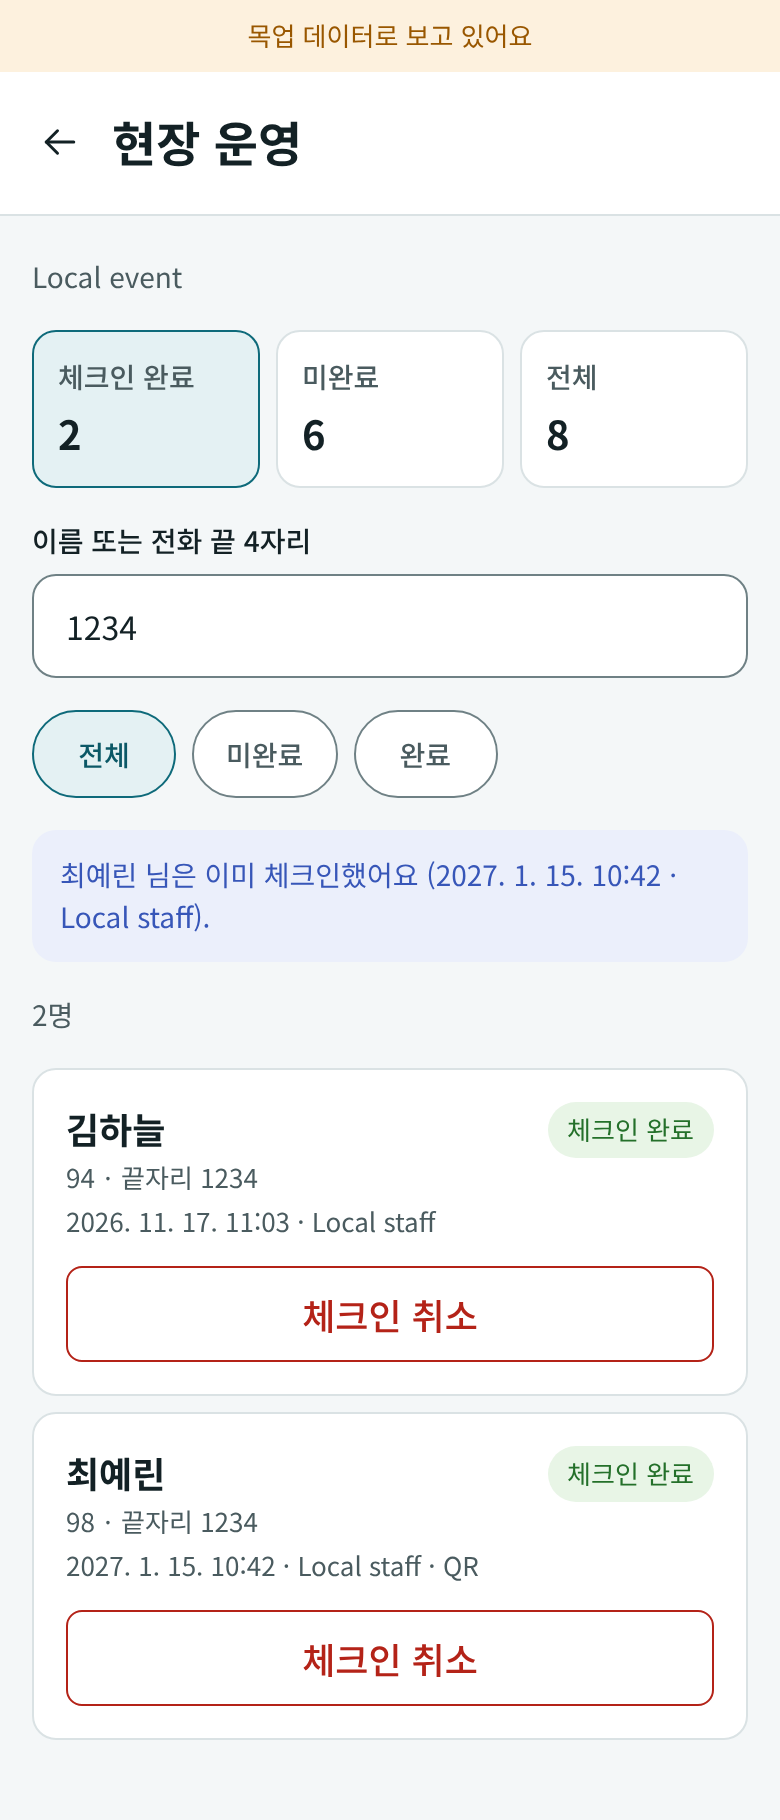 목업 데이터로 보고 있어요
현장 운영
Local event
체크인 완료
2
미완료
6
전체
8
이름 또는 전화 끝 4자리
1234
전체
미완료
완료
최예린 님은 이미 체크인했어요 (2027. 1. 15. 10:42 ·
Local staff).
2명
김하늘
체크인 완료
94 · 끝자리 1234
2026. 11. 17. 11:03 · Local staff
체크인 취소
최예린
체크인 완료
98 · 끝자리 1234
2027. 1. 15. 10:42 · Local staff · QR
체크인 취소